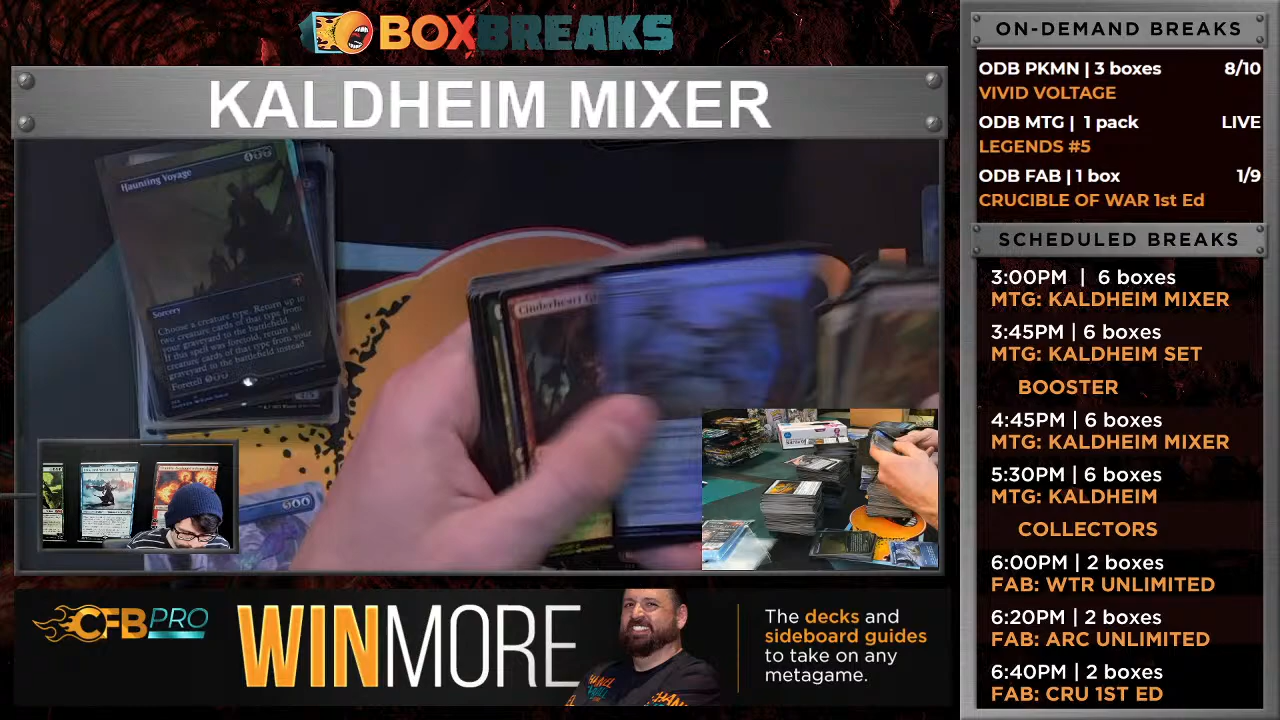 BOXBREAKS
KALDHEIM MIXER
Haunting Voyage
Sorcery
Choose a creature type. Return up to
two creature cards of that type from
your graveyard to the battlefield.
If this spell was foretold, return all
creature cards of that type from your
graveyard to the battlefield instead.
Foretell
CFBPRO
WINMORE
The decks and
sideboard guides
to take on any
metagame.
ON-DEMAND BREAKS
ODB PKMN | 3 boxes 8/10
VIVID VOLTAGE
ODB MTG | 1 pack LIVE
LEGENDS #5
ODB FAB | 1 box 1/9
CRUCIBLE OF WAR 1st Ed
SCHEDULED BREAKS
3:00PM | 6 boxes
MTG: KALDHEIM MIXER
3:45PM | 6 boxes
MTG: KALDHEIM SET
BOOSTER
4:45PM | 6 boxes
MTG: KALDHEIM MIXER
5:30PM | 6 boxes
MTG: KALDHEIM
COLLECTORS
6:00PM | 2 boxes
FAB: WTR UNLIMITED
6:20PM | 2 boxes
FAB: ARC UNLIMITED
6:40PM | 2 boxes
FAB: CRU 1ST ED